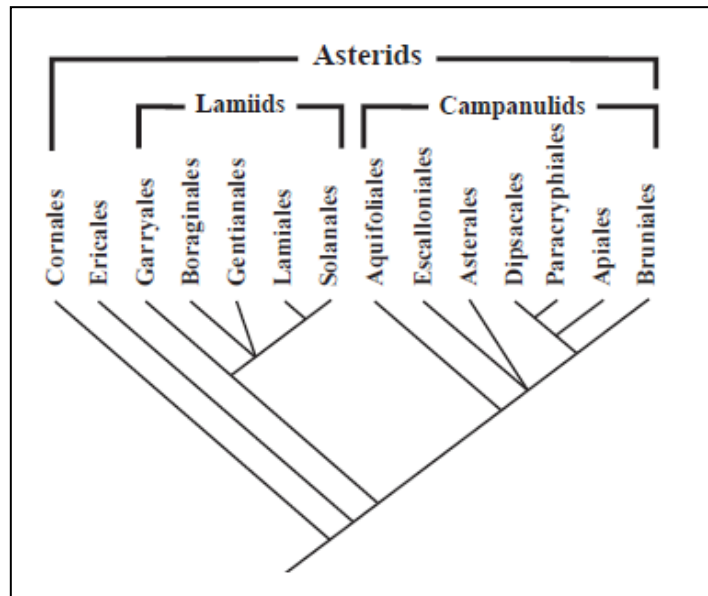 Asterids
Lamiids
Campanulids
Cornales
Ericales
Garryales
Boraginales
Gentianales
Lamiales
Solanales
Aquifoliales
Escalloniales
Asterales
Dipsacales
Paracryphiales
Apiales
Bruniales